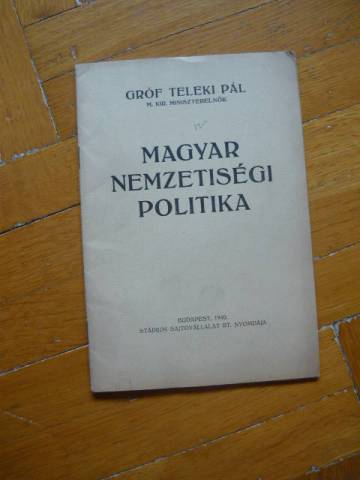 GRÓF TELEKI PÁL
M. KIR. MINISZTERELNÖK
MAGYAR
NEMZETISÉGI
POLITIKA
BUDAPEST, 1940.
STÁDIUM SAJTÓVÁLLALAT RT. NYOMDÁJA